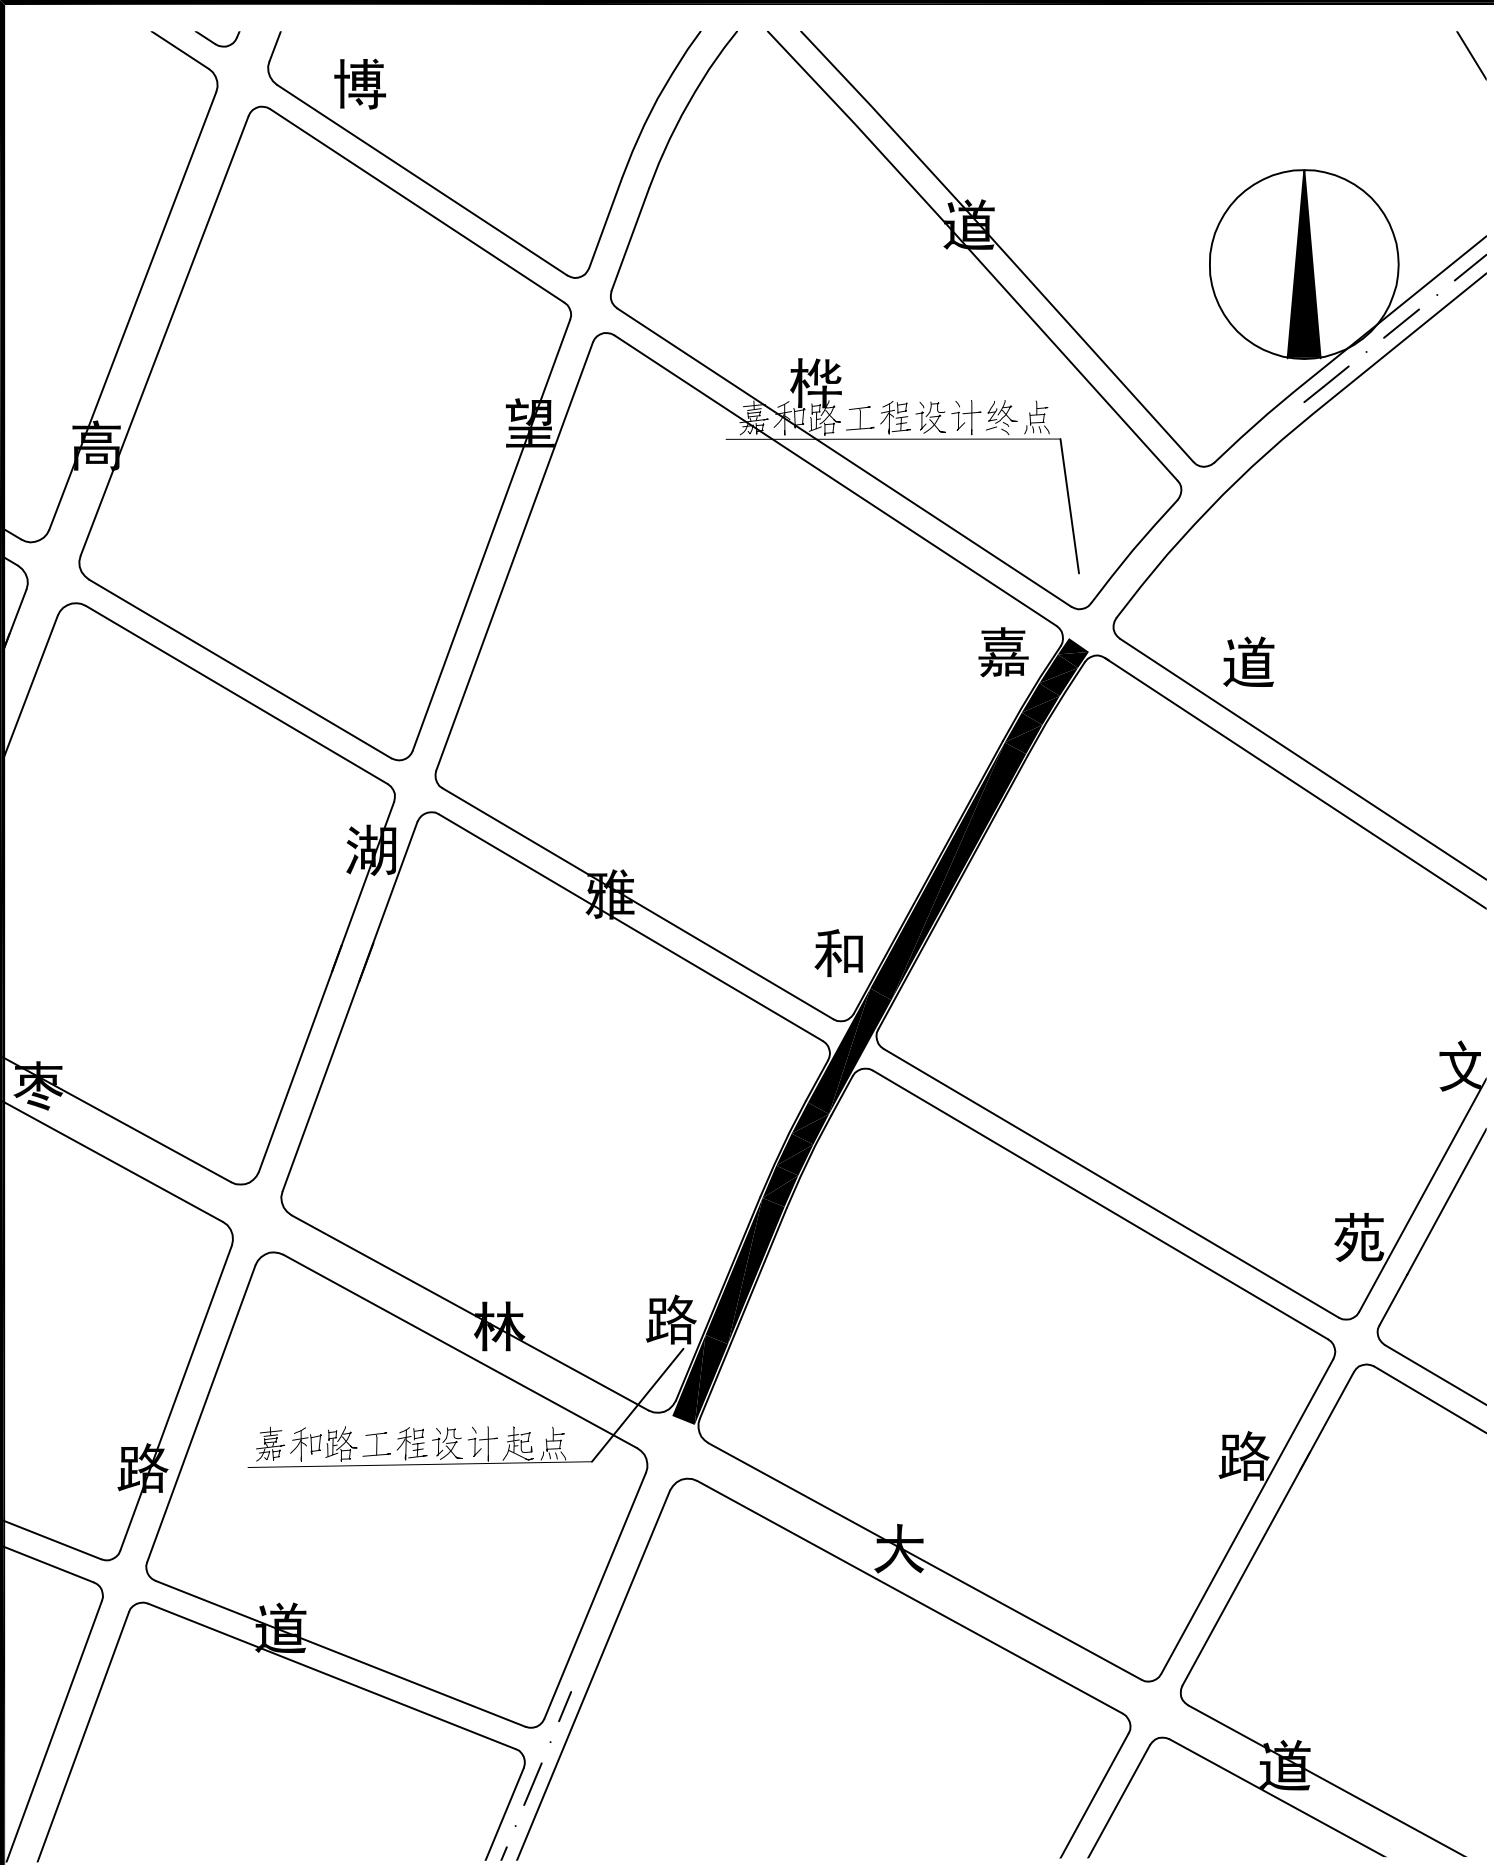 博
道
桦
嘉和路工程设计终点
望
高
嘉
道
湖
雅
和
枣
文
苑
林
路
嘉和路工程设计起点
路
路
大
道
道